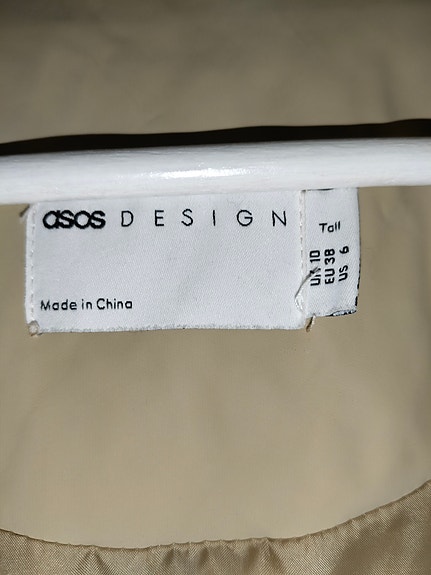 asos DESIGN
Made in China
Tall
UK 10
EU 38
US 6